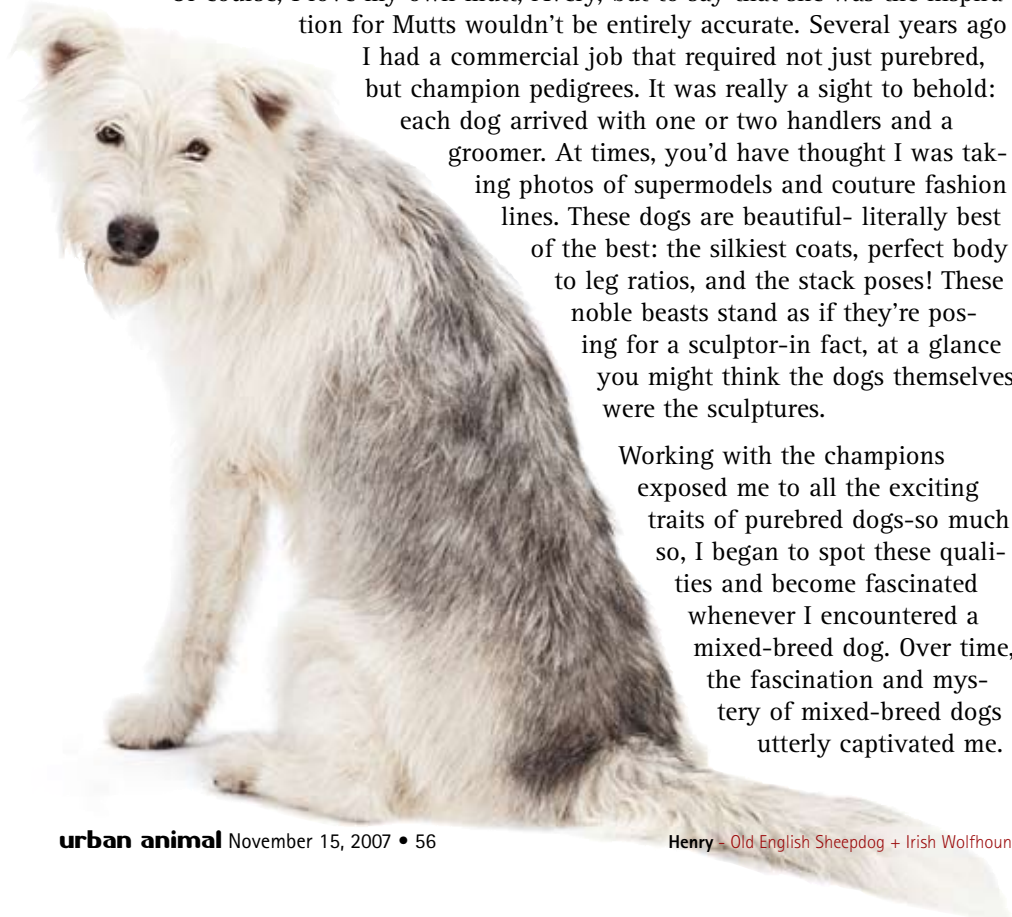 tion for Mutts wouldn't be entirely accurate. Several years ago
I had a commercial job that required not just purebred,
but champion pedigrees. It was really a sight to behold:
each dog arrived with one or two handlers and a
groomer. At times, you'd have thought I was tak-
ing photos of supermodels and couture fashion
lines. These dogs are beautiful- literally best
of the best: the silkiest coats, perfect body
to leg ratios, and the stack poses! These
noble beasts stand as if they're pos-
ing for a sculptor-in fact, at a glance
you might think the dogs themselves
were the sculptures.
Working with the champions
exposed me to all the exciting
traits of purebred dogs-so much
so, I began to spot these quali-
ties and become fascinated
whenever I encountered a
mixed-breed dog. Over time,
the fascination and mys-
tery of mixed-breed dogs
utterly captivated me.
urban animal November 15, 2007 • 56
Henry - Old English Sheepdog + Irish Wolfhoun